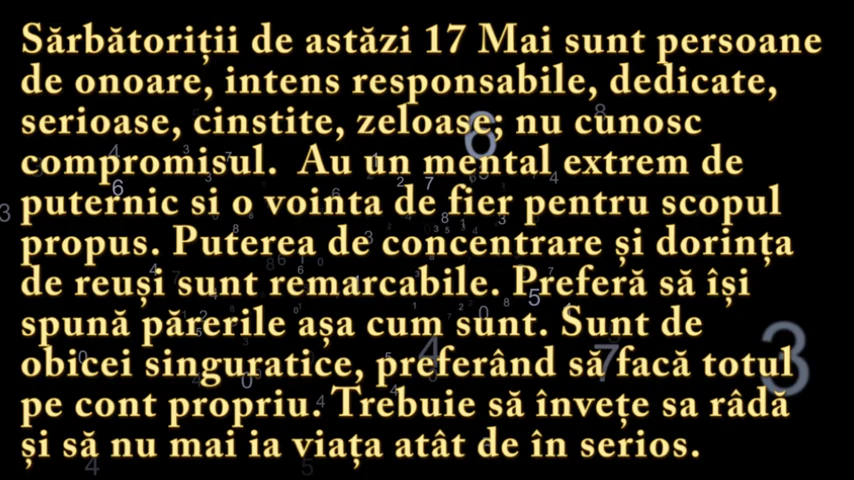 Sărbătoriții de astăzi 17 Mai sunt persoane
de onoare, intens responsabile, dedicate,
serioase, cinstite, zeloase; nu cunosc
compromisul.  Au un mental extrem de
puternic si o voința de fier pentru scopul
propus. Puterea de concentrare și dorința
de reuși sunt remarcabile. Preferă să își
spună părerile așa cum sunt. Sunt de
obicei singuratice, preferând să facă totul
pe cont propriu. Trebuie să învețe sa râdă
și să nu mai ia viața atât de în serios.